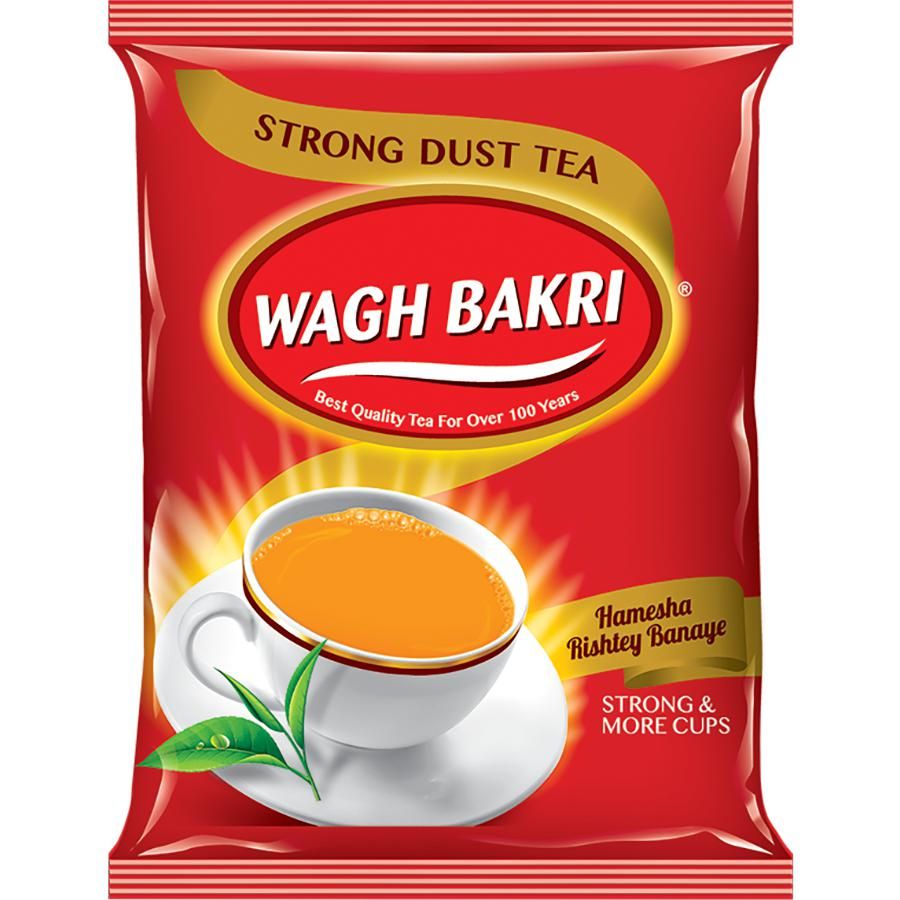 STRONG DUST TEA
WAGH BAKRI
®
Best Quality Tea For Over 100 Years
Hamesha
Rishtey Banaye
STRONG &
MORE CUPS